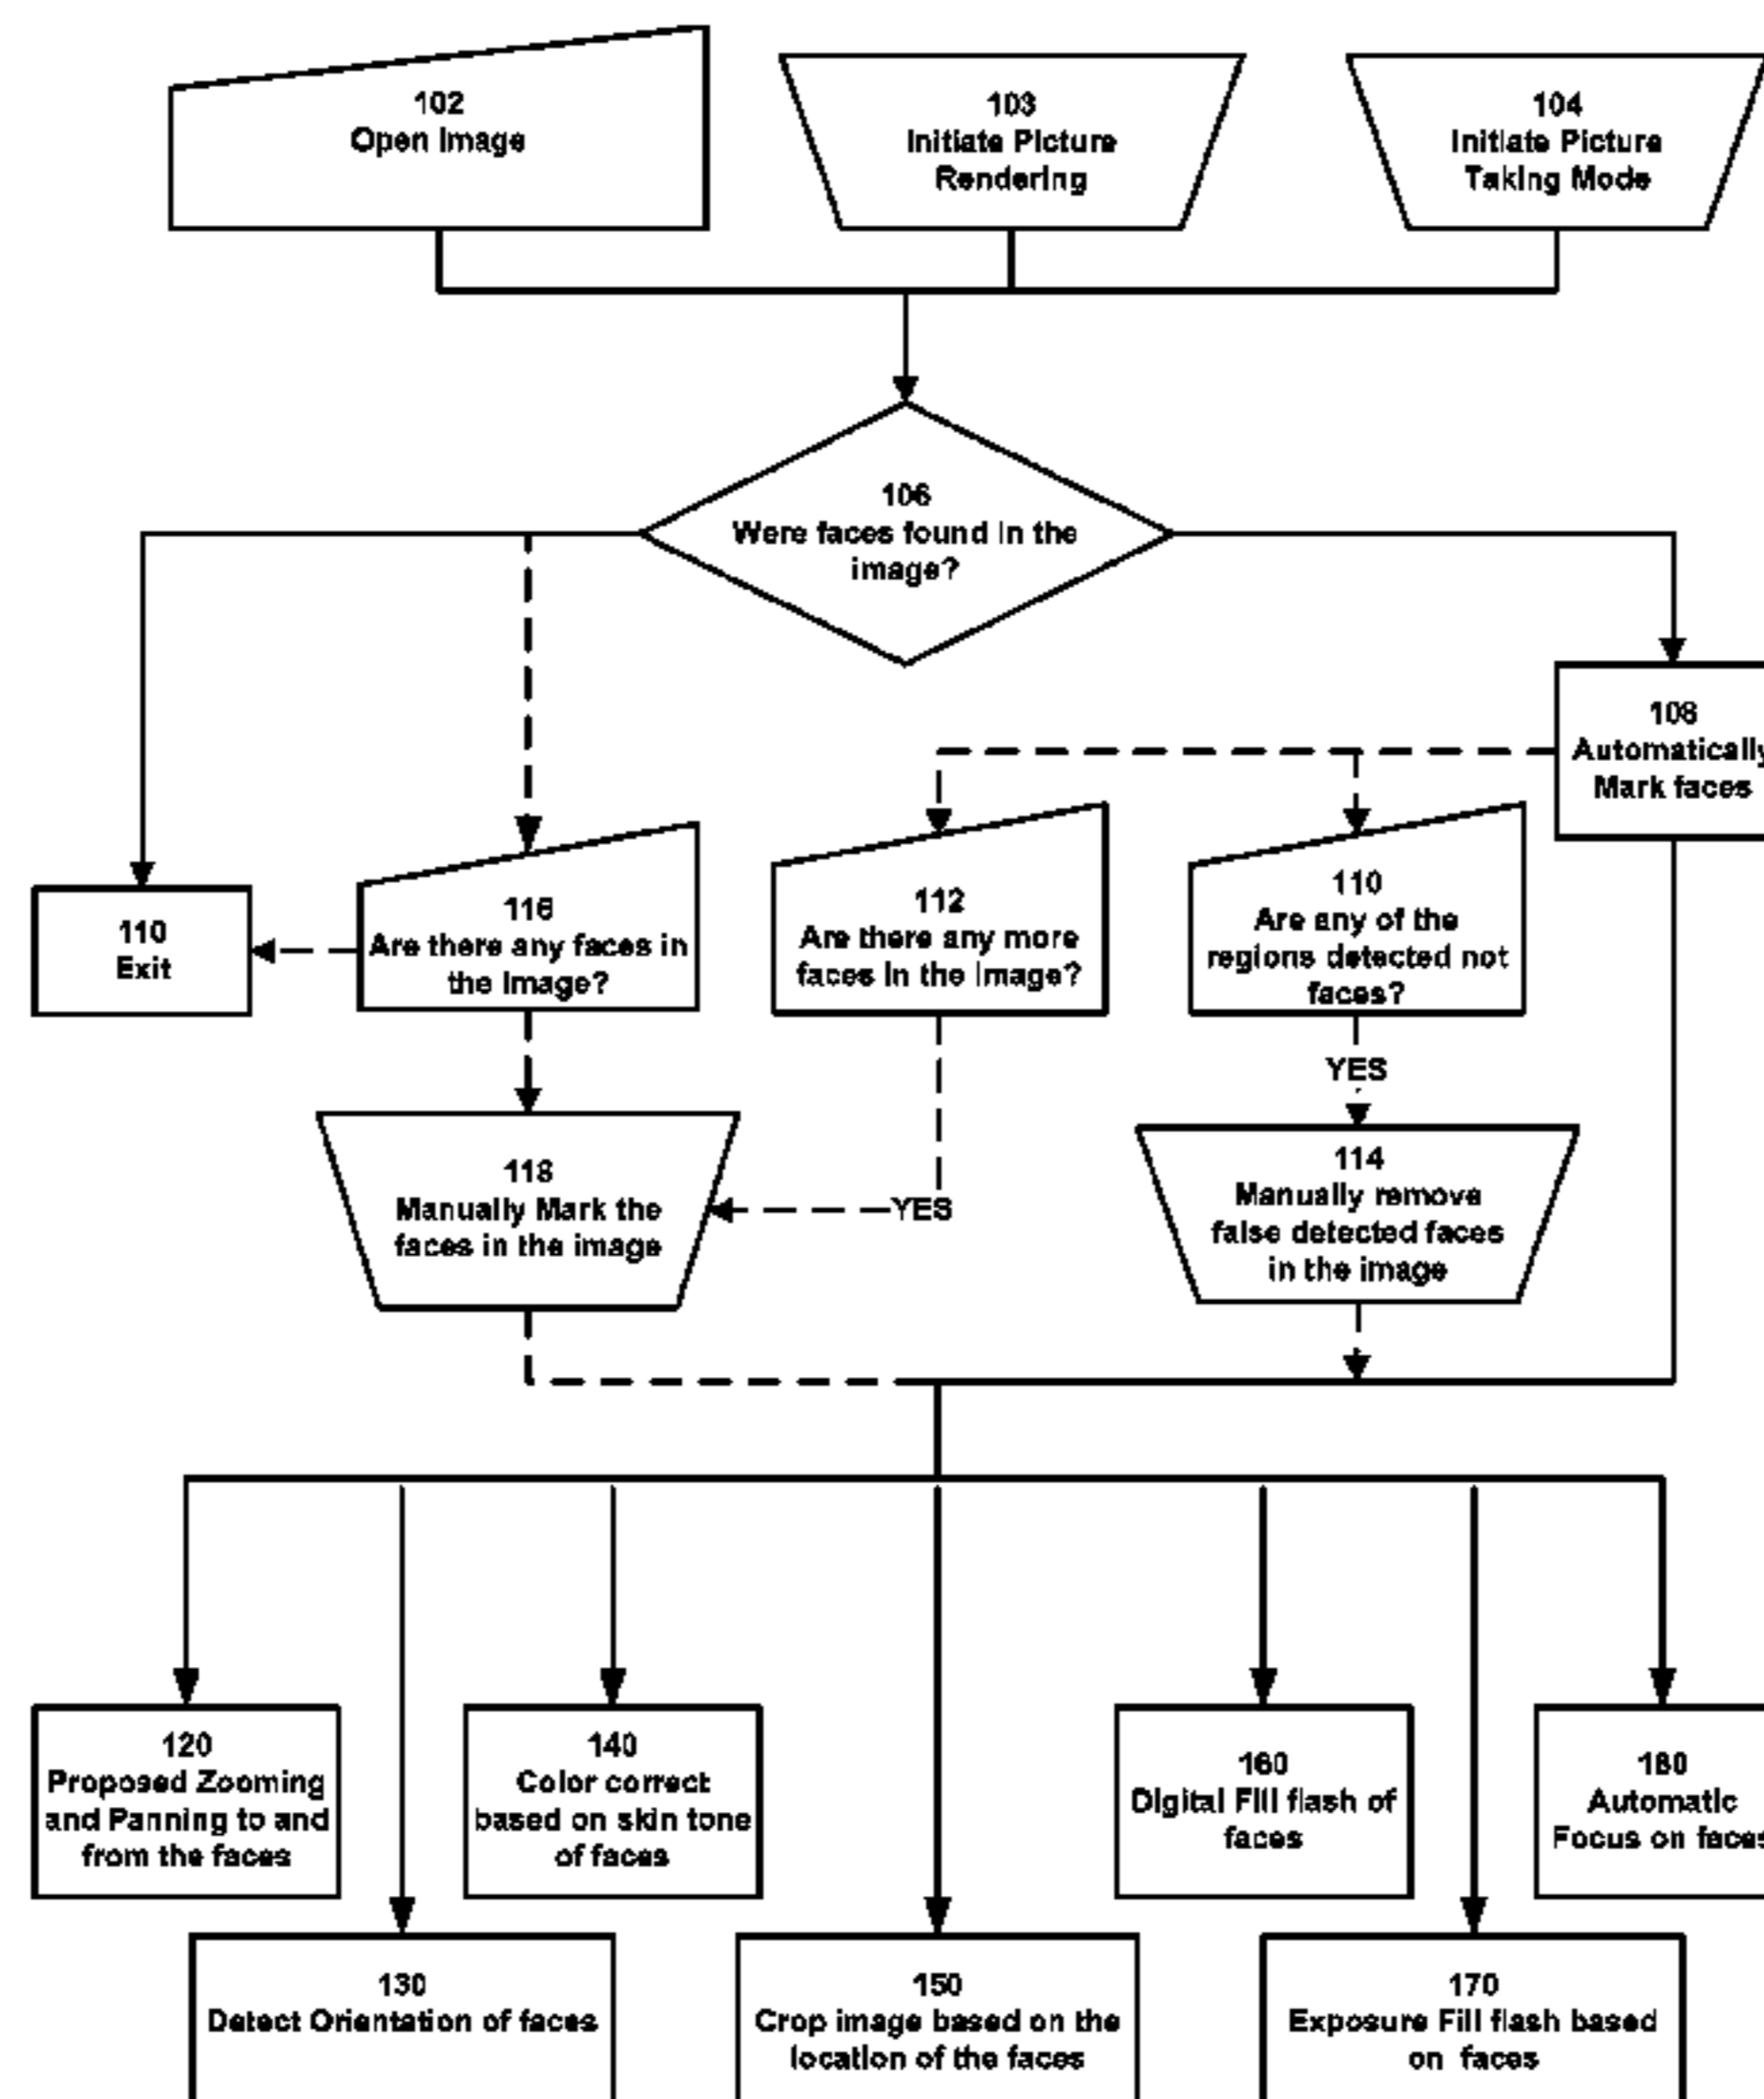 102
Open Image
103
Initiate Picture
Rendering
104
Initiate Picture
Taking Mode
106
Were faces found in the
image?
108
Automatically
Mark faces
110
Exit
116
Are there any faces in
the image?
112
Are there any more
faces in the image?
110
Are any of the
regions detected not
faces?
YES
118
Manually Mark the
faces in the image
YES
114
Manually remove
false detected faces
in the image
120
Proposed Zooming
and Panning to and
from the faces
140
Color correct
based on skin tone
of faces
160
Digital Fill flash of
faces
180
Automatic
Focus on faces
130
Detect Orientation of faces
150
Crop image based on the
location of the faces
170
Exposure Fill flash based
on faces